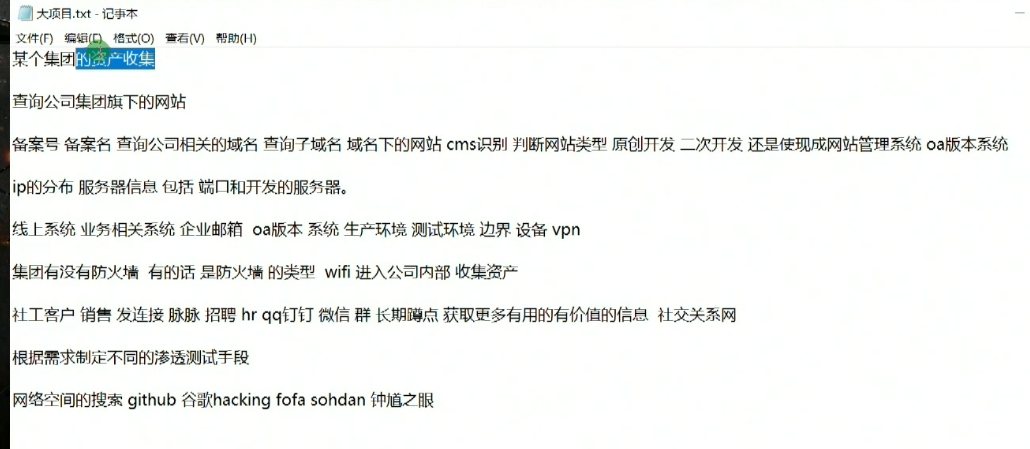 大项目.txt - 记事本
文件(F) 编辑(D) 格式(O) 查看(V) 帮助(H)
某个集团的资产收集
查询公司集团旗下的网站
备案号 备案名 查询公司相关的域名 查询子域名 域名下的网站 cms识别 判断网站类型 原创开发 二次开发 还是使现成网站管理系统 oa版本系统
ip的分布 服务器信息 包括 端口和开发的服务器。
线上系统 业务相关系统 企业邮箱 oa版本 系统 生产环境 测试环境 边界 设备 vpn
集团有没有防火墙 有的话 是防火墙 的类型 wifi 进入公司内部 收集资产
社工客户 销售 发连接 脉脉 招聘 hr qq钉钉 微信 群 长期蹲点 获取更多有用的有价值的信息 社交关系网
根据需求制定不同的渗透测试手段
网络空间的搜索 github 谷歌hacking fofa sohdan 钟馗之眼